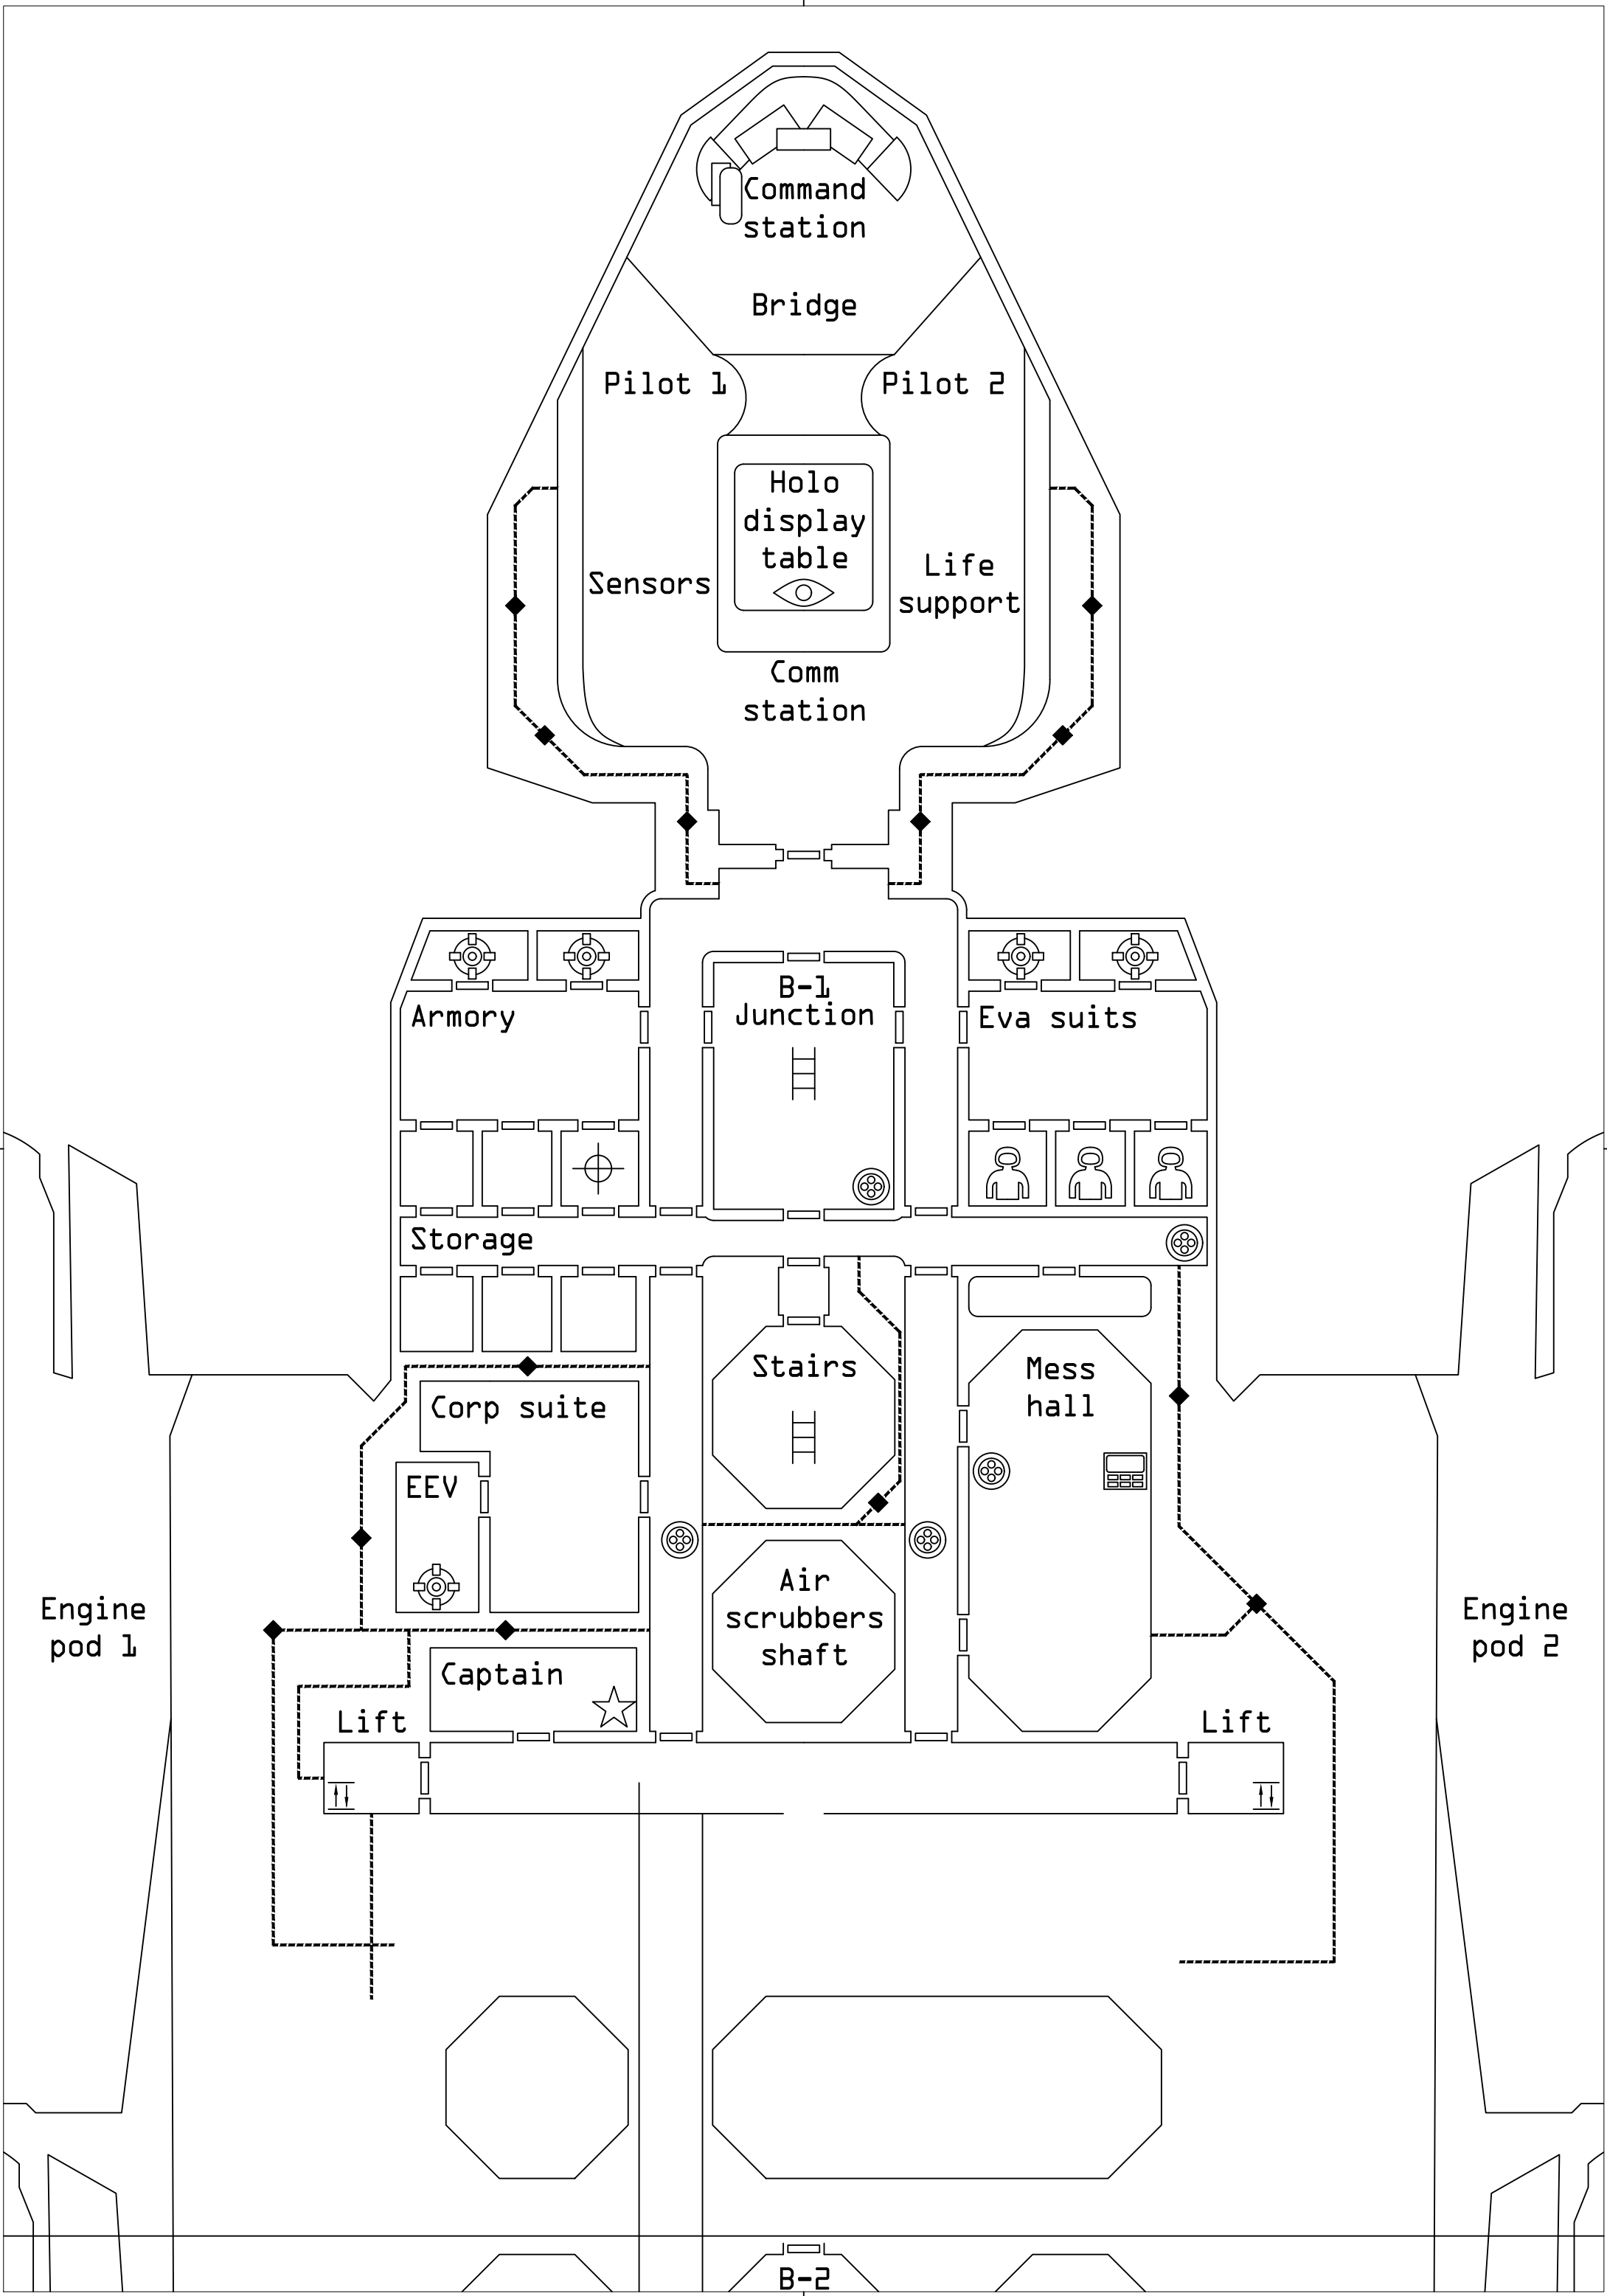 Command
station
Bridge
Pilot 1
Pilot 2
Holo
display
table
Sensors
Life
support
Comm
station
B-1
Junction
Armory
Eva suits
Storage
Stairs
Mess
hall
Corp suite
EEV
Air
scrubbers
shaft
Engine
pod 1
Engine
pod 2
Captain
Lift
Lift
B-2